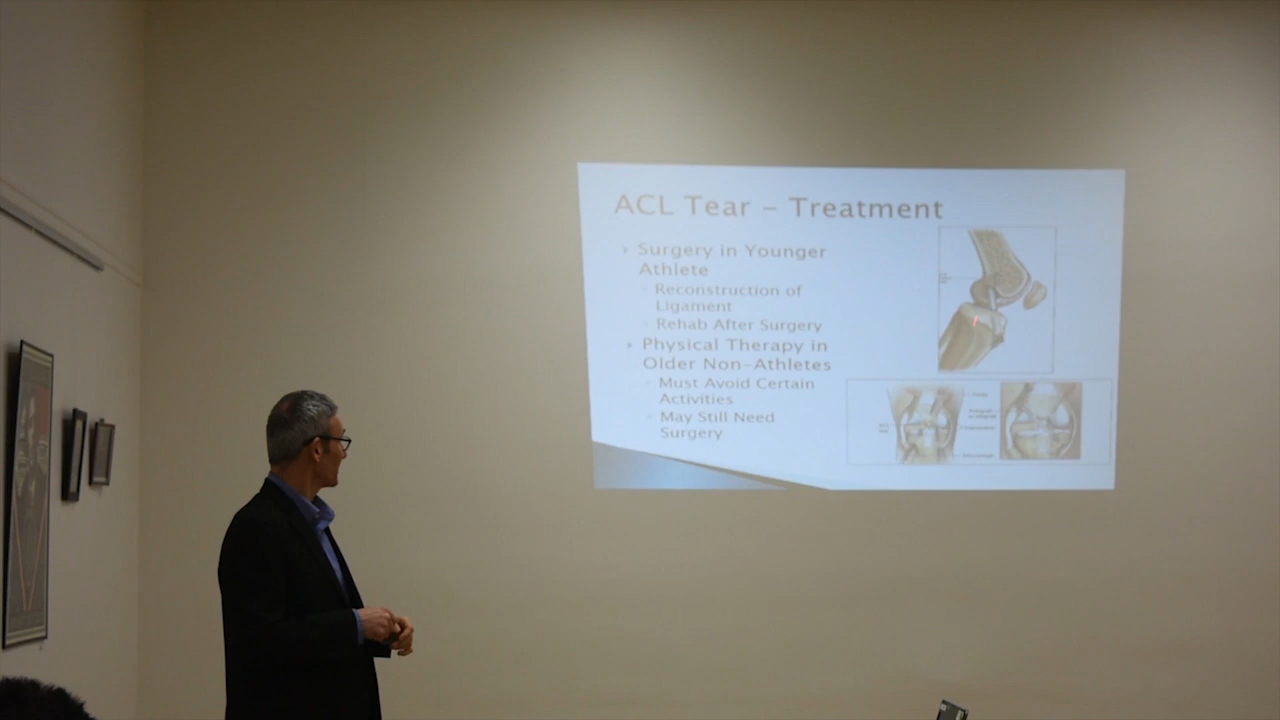 ACL Tear – Treatment
Surgery in Younger
Athlete
Reconstruction of
Ligament
Rehab After Surgery
Physical Therapy in
Older Non-Athletes
Must Avoid Certain
Activities
May Still Need
Surgery